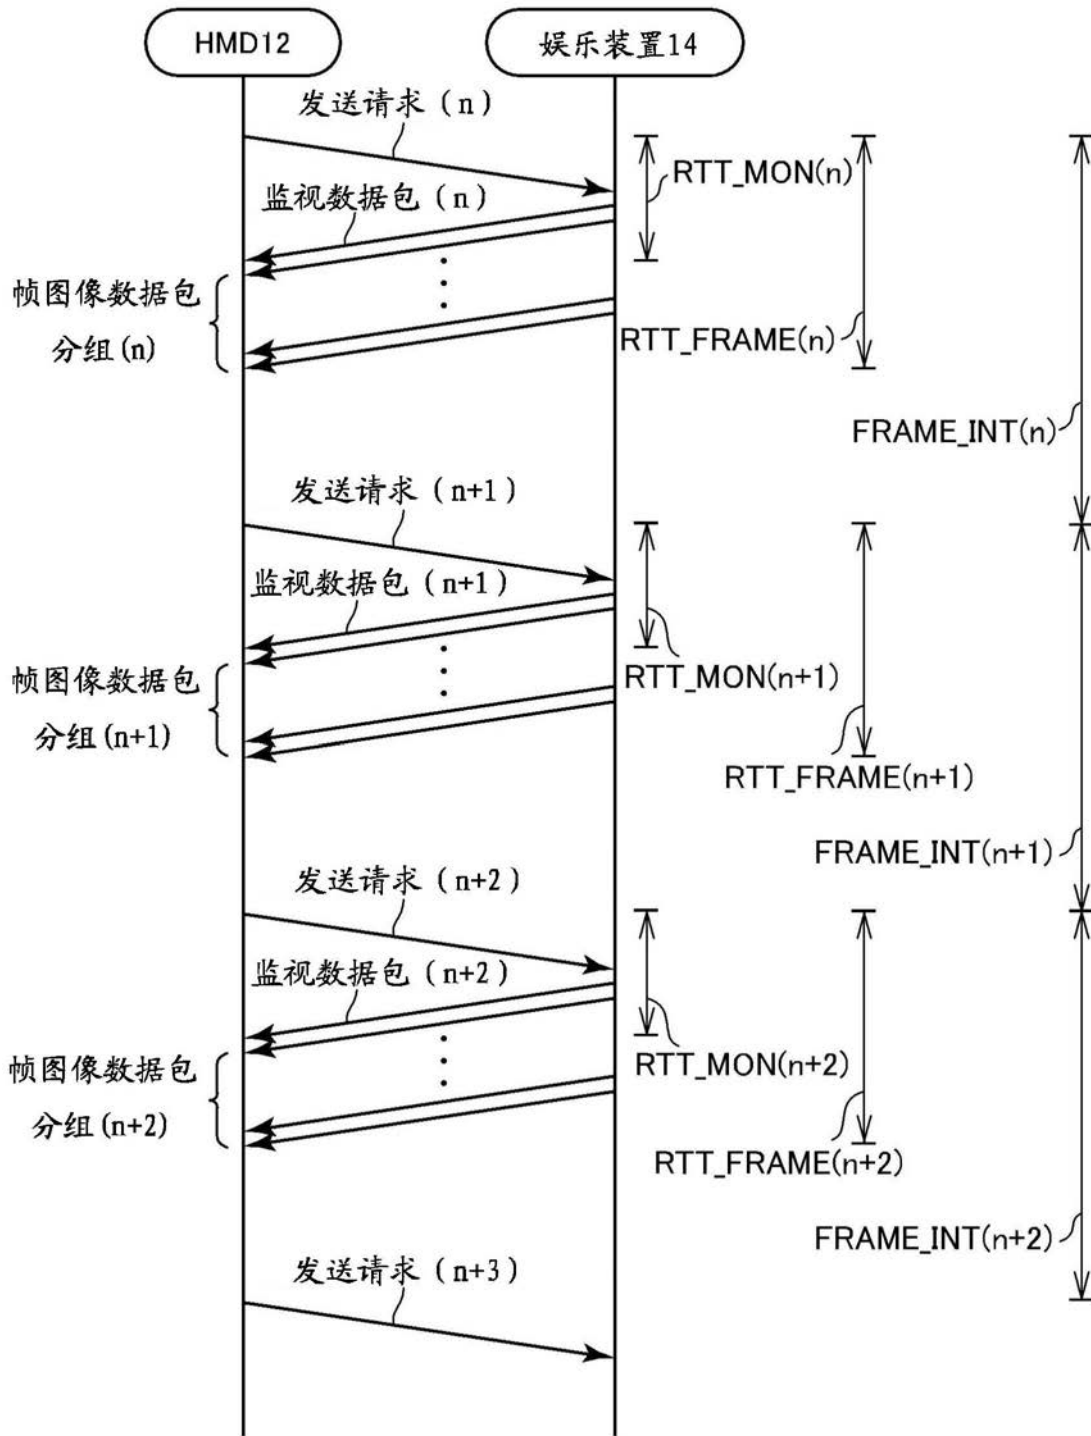 HMD12
娱乐装置14
发送请求（n）
RTT_MON(n)
监视数据包（n）
帧图像数据包
分组(n)
RTT_FRAME(n)
FRAME_INT(n)
发送请求（n+1）
监视数据包（n+1）
帧图像数据包
分组(n+1)
RTT_MON(n+1)
RTT_FRAME(n+1)
FRAME_INT(n+1)
发送请求（n+2）
监视数据包（n+2）
帧图像数据包
分组(n+2)
RTT_MON(n+2)
RTT_FRAME(n+2)
FRAME_INT(n+2)
发送请求（n+3）